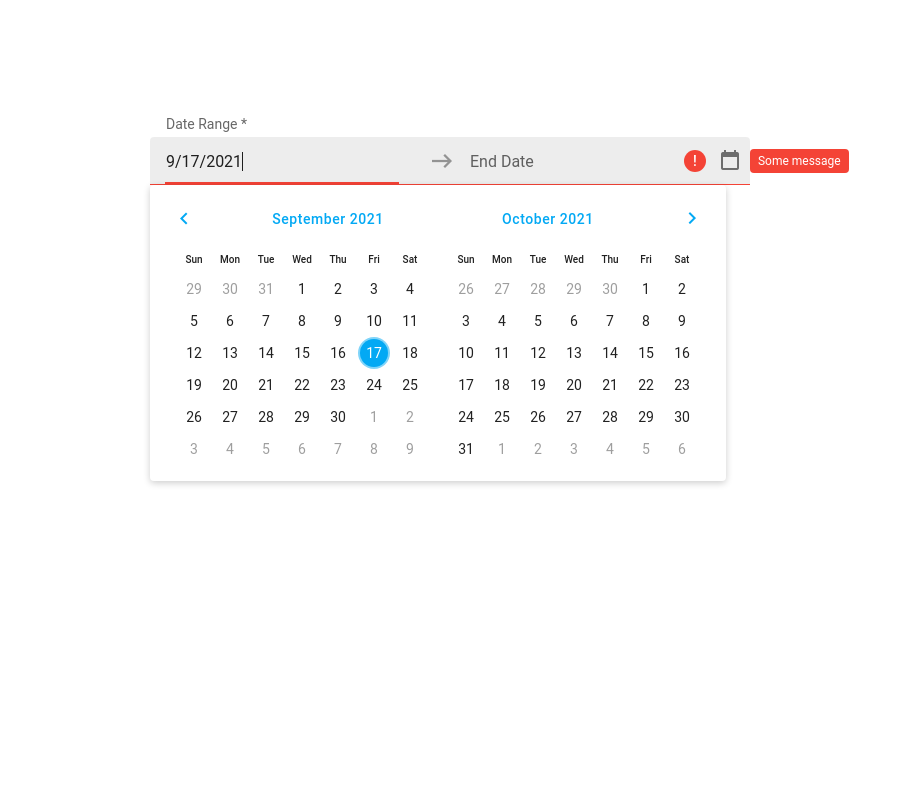 Date Range *
9/17/2021 End Date ! Some message
September 2021 October 2021
Sun Mon Tue Wed Thu Fri Sat Sun Mon Tue Wed Thu Fri Sat
29 30 31 1 2 3 4 26 27 28 29 30 1 2
5 6 7 8 9 10 11 3 4 5 6 7 8 9
12 13 14 15 16 17 18 10 11 12 13 14 15 16
19 20 21 22 23 24 25 17 18 19 20 21 22 23
26 27 28 29 30 1 2 24 25 26 27 28 29 30
3 4 5 6 7 8 9 31 1 2 3 4 5 6